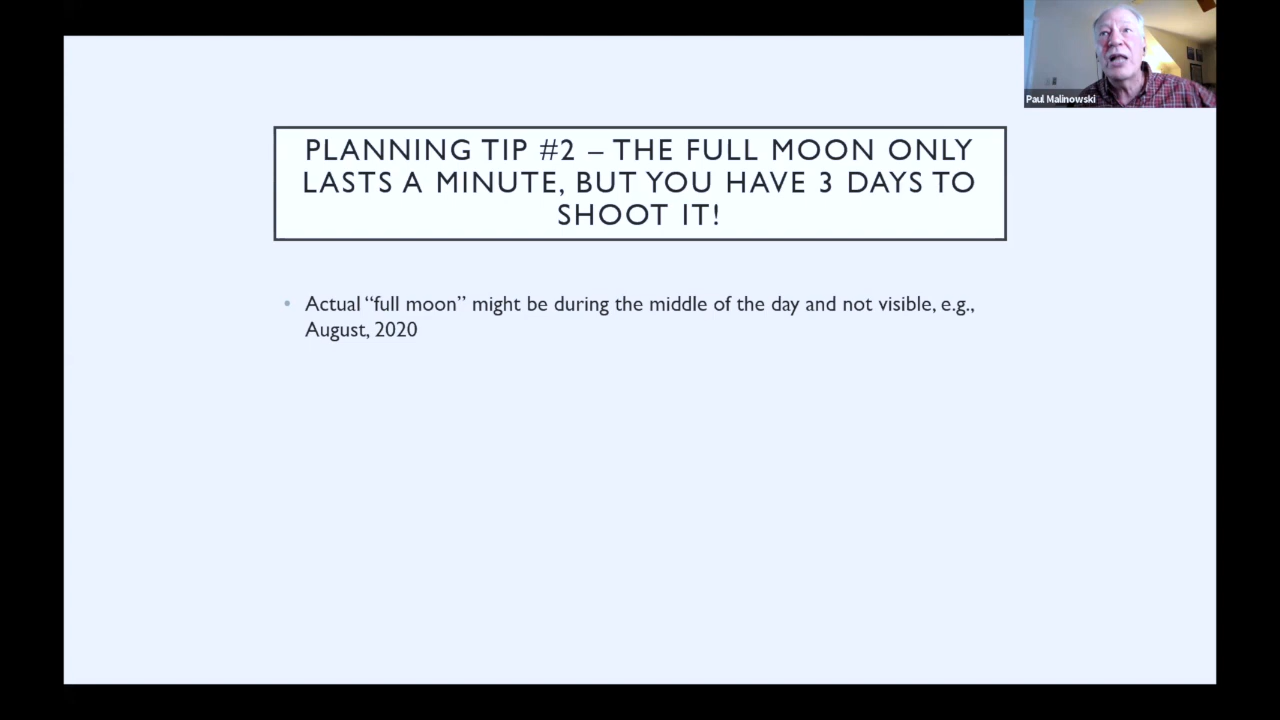 Paul Malinowski
PLANNING TIP #2 – THE FULL MOON ONLY
LASTS A MINUTE, BUT YOU HAVE 3 DAYS TO
SHOOT IT!
• Actual “full moon” might be during the middle of the day and not visible, e.g.,
August, 2020